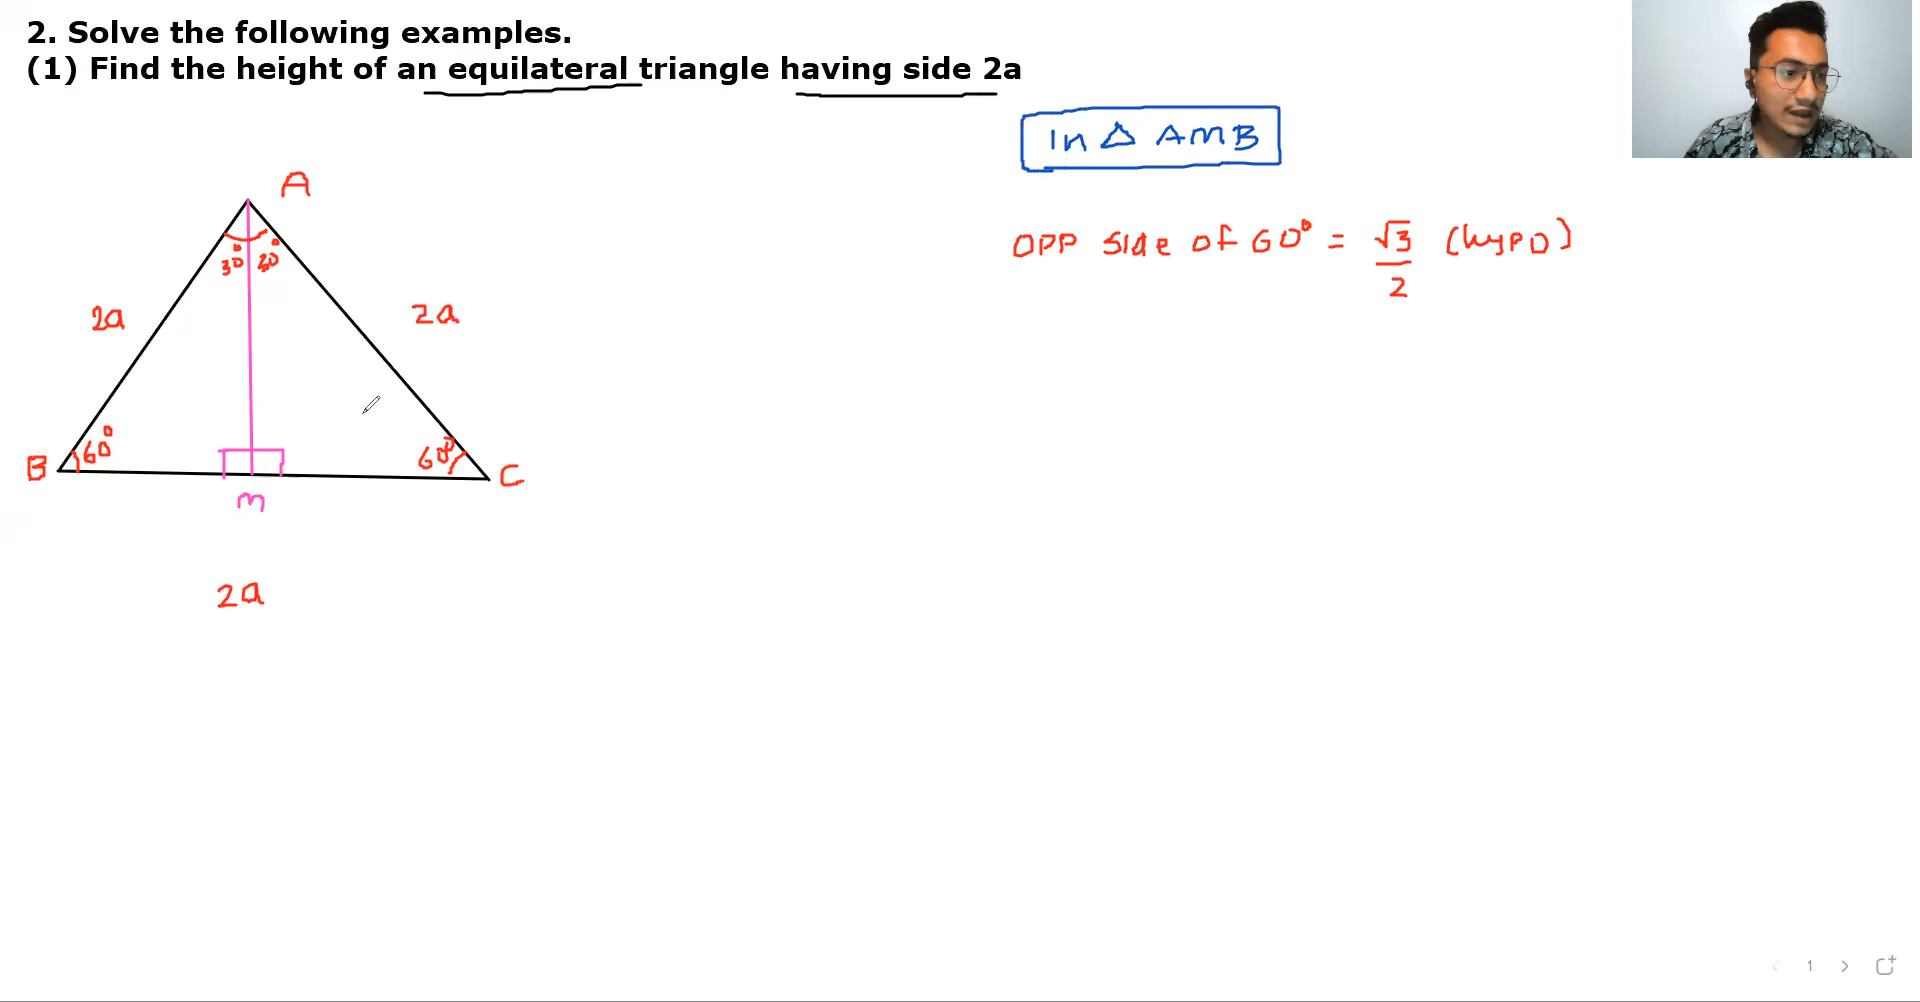 2. Solve the following examples.
(1) Find the height of an equilateral triangle having side 2a
In △ AMB
A
OPP side of 60° = √3/2 (hypo)
30° 30°
2a
2a
60°
60°
B
C
m
2a
1